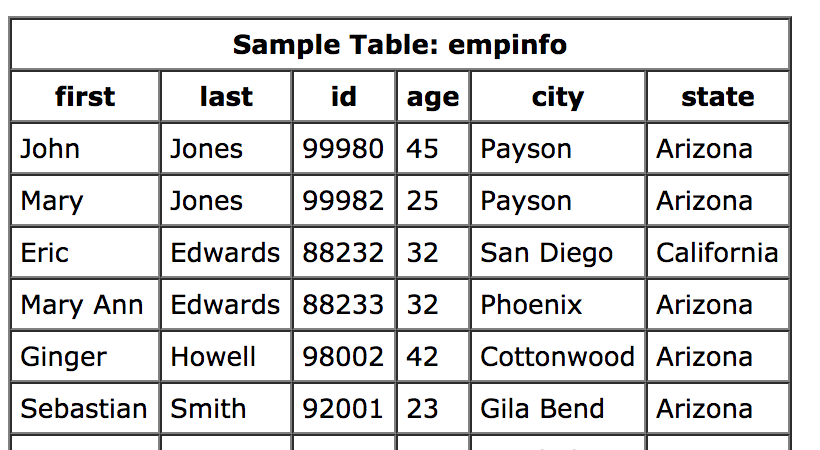 Sample Table: empinfo
first last id age city state
John Jones 99980 45 Payson Arizona
Mary Jones 99982 25 Payson Arizona
Eric Edwards 88232 32 San Diego California
Mary Ann Edwards 88233 32 Phoenix Arizona
Ginger Howell 98002 42 Cottonwood Arizona
Sebastian Smith 92001 23 Gila Bend Arizona